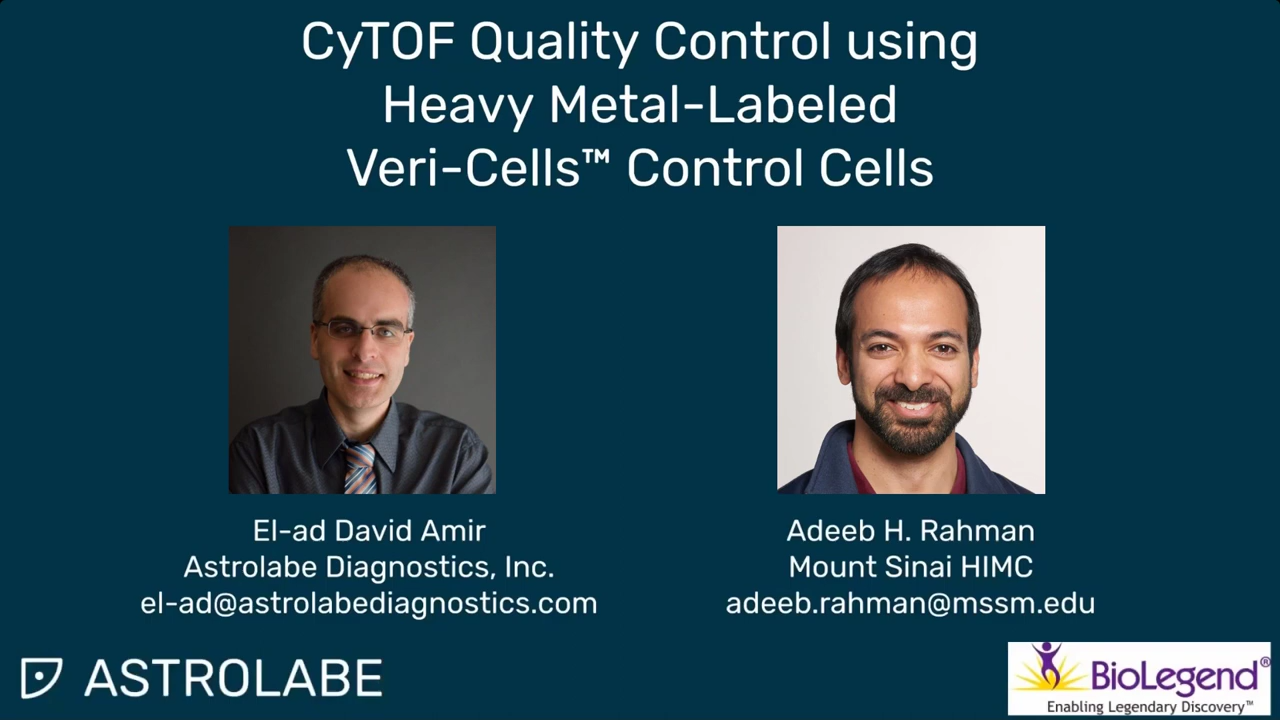 CyTOF Quality Control using
Heavy Metal-Labeled
Veri-Cells™ Control Cells
El-ad David Amir
Astrolabe Diagnostics, Inc.
el-ad@astrolabediagnostics.com
Adeeb H. Rahman
Mount Sinai HIMC
adeeb.rahman@mssm.edu
ASTROLABE
BioLegend®
Enabling Legendary Discovery™